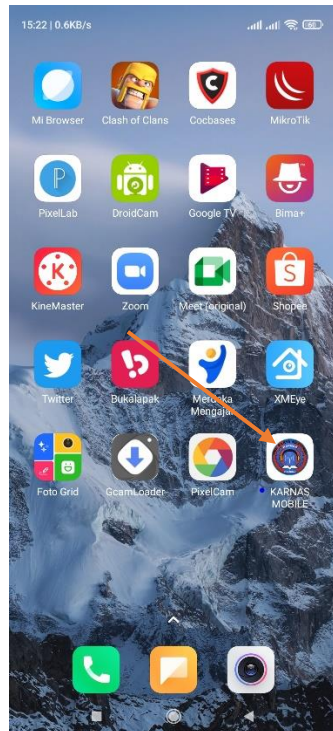 15:22 | 0.6KB/s
Mi Browser
Clash of Clans
Cocbases
MikroTik
PixelLab
DroidCam
Google TV
Bima+
KineMaster
Zoom
Meet (original)
Shopee
Twitter
Bukalapak
Merdeka
Mengajar
XMEye
Foto Grid
GcamLoader
PixelCam
KARNAS
MOBILE